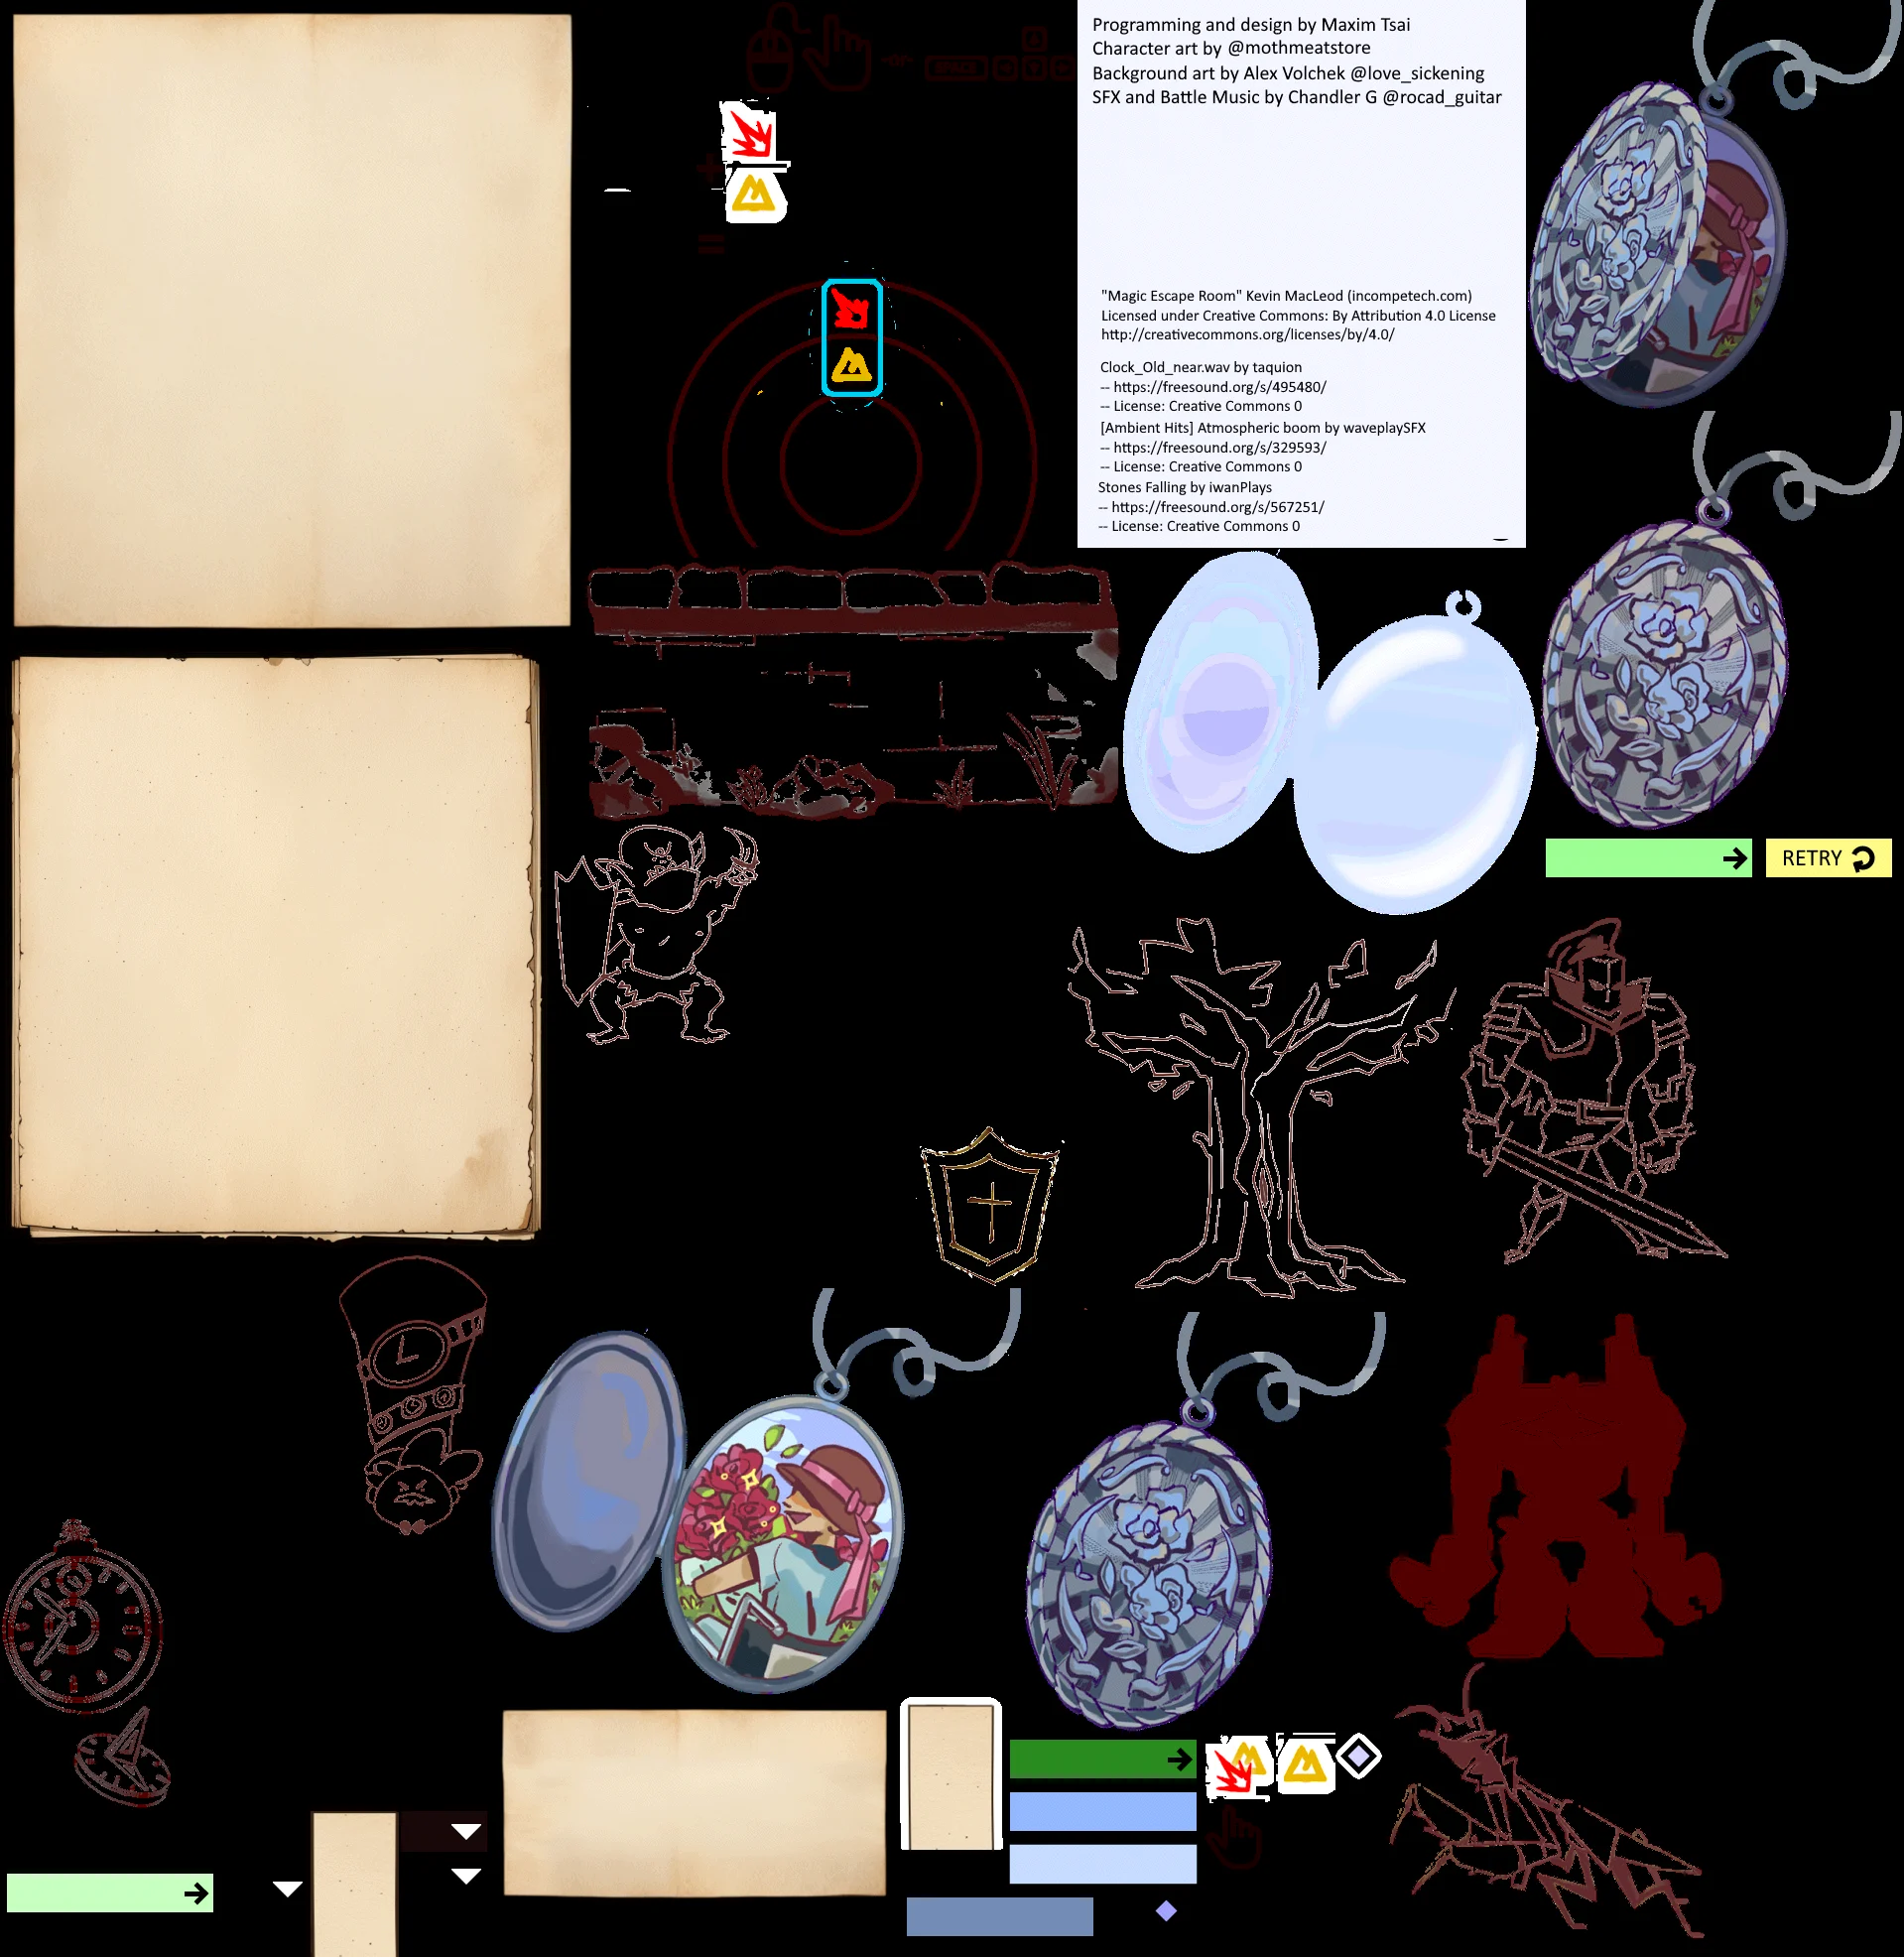 -or-
SPACE
Programming and design by Maxim Tsai
Character art by @mothmeatstore
Background art by Alex Volchek @love_sickening
SFX and Battle Music by Chandler G @rocad_guitar
+
=
"Magic Escape Room" Kevin MacLeod (incompetech.com)
Licensed under Creative Commons: By Attribution 4.0 License
http://creativecommons.org/licenses/by/4.0/
Clock_Old_near.wav by taquion
-- https://freesound.org/s/495480/
-- License: Creative Commons 0
[Ambient Hits] Atmospheric boom by waveplaySFX
-- https://freesound.org/s/329593/
-- License: Creative Commons 0
Stones Falling by iwanPlays
-- https://freesound.org/s/567251/
-- License: Creative Commons 0
RETRY